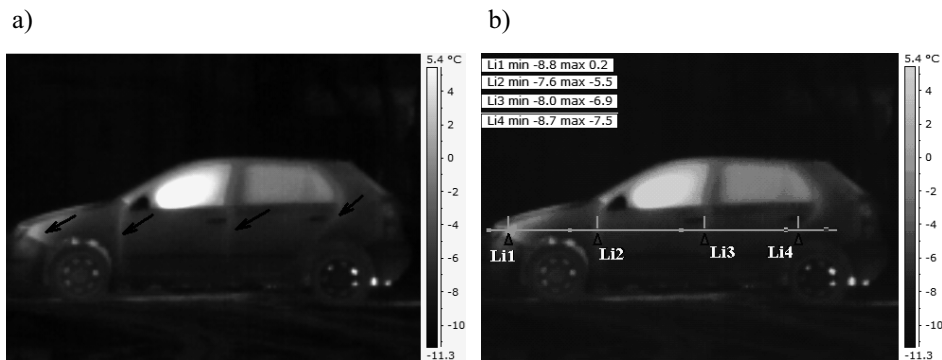 a)
b)
5.4 °C
4
2
0
-2
-4
-6
-8
-10
-11.3
Li1 min -8.8 max 0.2
Li2 min -7.6 max -5.5
Li3 min -8.0 max -6.9
Li4 min -8.7 max -7.5
Li1
Li2
Li3
Li4
5.4 °C
4
2
0
-2
-4
-6
-8
-10
-11.3